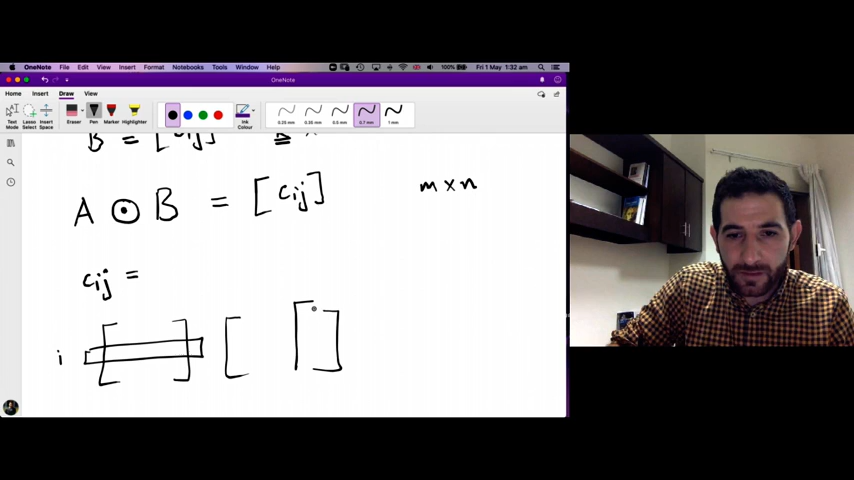 OneNote File Edit View Insert Format Notebooks Tools Window Help 100% Fri 1 May 1:32 am
OneNote
Home Insert Draw View
Text Mode Lasso Select Insert Space Eraser Pen Marker Highlighter Ink Colour 0.25 mm 0.35 mm 0.5 mm 0.7 mm 1 mm
A ⊙ B = [cij] m×n
cij =
i